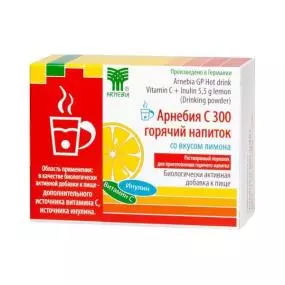 ARNEBIA
Произведено в Германии
Arnebia GP Hot drink
Vitamin C + Inulin 5,5 g lemon
(Drinking powder)
Арнебия С 300
горячий напиток
со вкусом лимона
Растворимый порошок
для приготовления горячего напитка
Биологически активная
добавка к пище
Область применения:
в качестве биологически
активной добавки к пище -
дополнительного
источника витамина С,
источника инулина.
Витамин С
Инулин